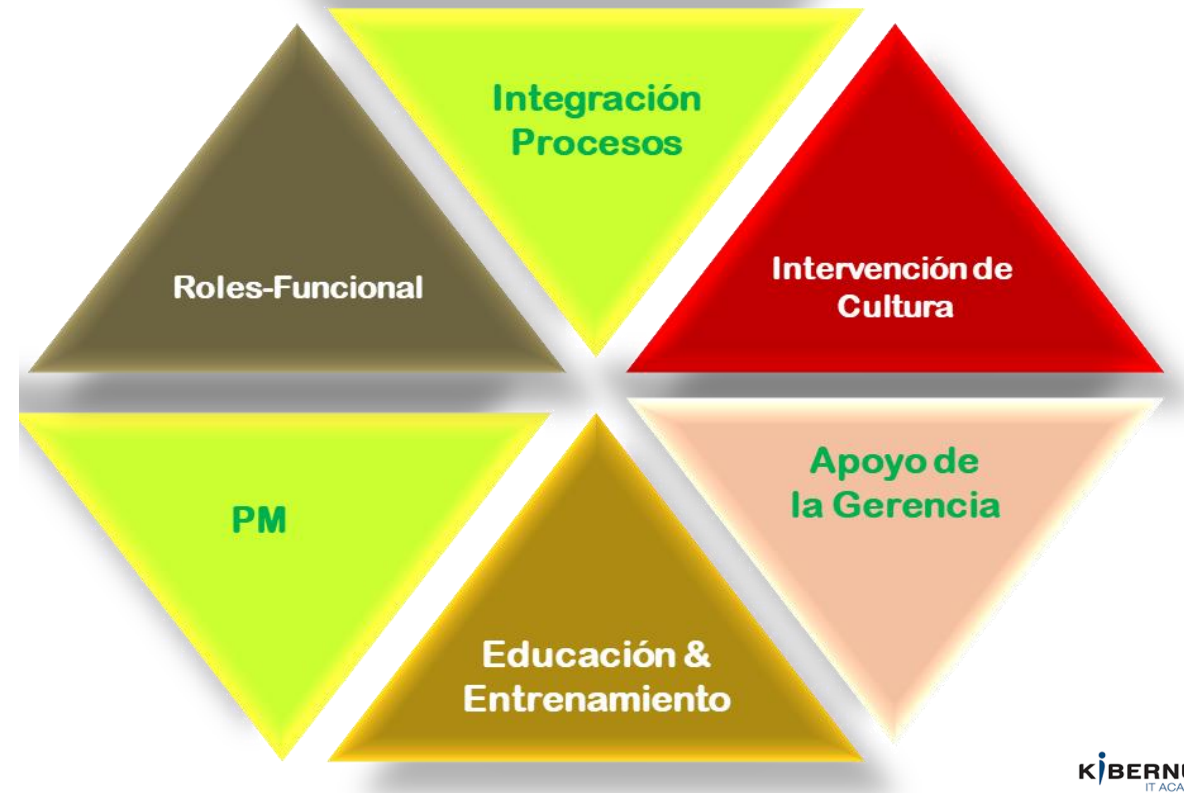 Integración
Procesos
Roles-Funcional
Intervención de
Cultura
PM
Apoyo de
la Gerencia
Educación &
Entrenamiento